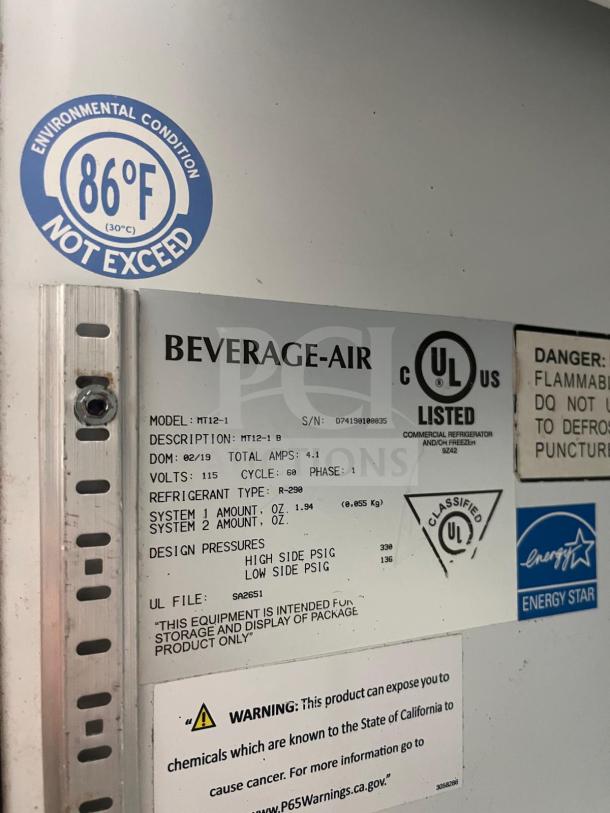 ENVIRONMENTAL CONDITION
86°F
(30°C)
NOT EXCEED
BEVERAGE-AIR
C UL US
®
LISTED
COMMERCIAL REFRIGERATOR
AND/OR FREEZER
9Z42
MODEL: MT12-1 S/N: 074190100035
DESCRIPTION: MT12-1 B
DOM: 02/19 TOTAL AMPS: 4.1
VOLTS: 115 CYCLE: 60 PHASE: 1
REFRIGERANT TYPE: R-290
SYSTEM 1 AMOUNT, OZ. 1.94 (0.055 Kg)
SYSTEM 2 AMOUNT, OZ.
DESIGN PRESSURES
HIGH SIDE PSIG 330
LOW SIDE PSIG 136
UL FILE: SA2651
"THIS EQUIPMENT IS INTENDED FOR
STORAGE AND DISPLAY OF PACKAGE
PRODUCT ONLY"
CLASSIFIED
UL
DANGER:
FLAMMAB
DO NOT U
TO DEFROS
PUNCTURE
energy
ENERGY STAR
"⚠ WARNING: This product can expose you to
chemicals which are known to the State of California to
cause cancer. For more information go to
www.P65Warnings.ca.gov."
3058286
PCI
AUCTIONS